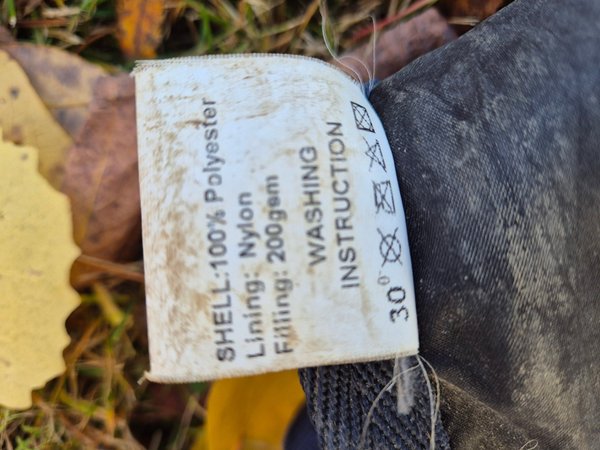 SHELL:100% Polyester
Lining: Nylon
Filling: 200gsm
WASHING
INSTRUCTION
30°